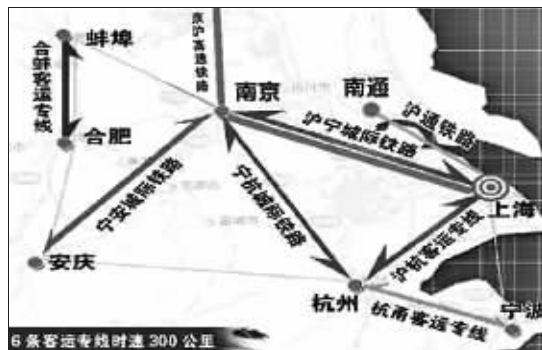 京沪高速铁路
蚌埠
合蚌客运专线
南京
南通
沪通铁路
合肥
沪宁城际铁路
宁安城际铁路
宁杭城际铁路
上海
沪杭客运专线
安庆
杭州
杭甬客运专线
宁波
6条客运专线时速300公里